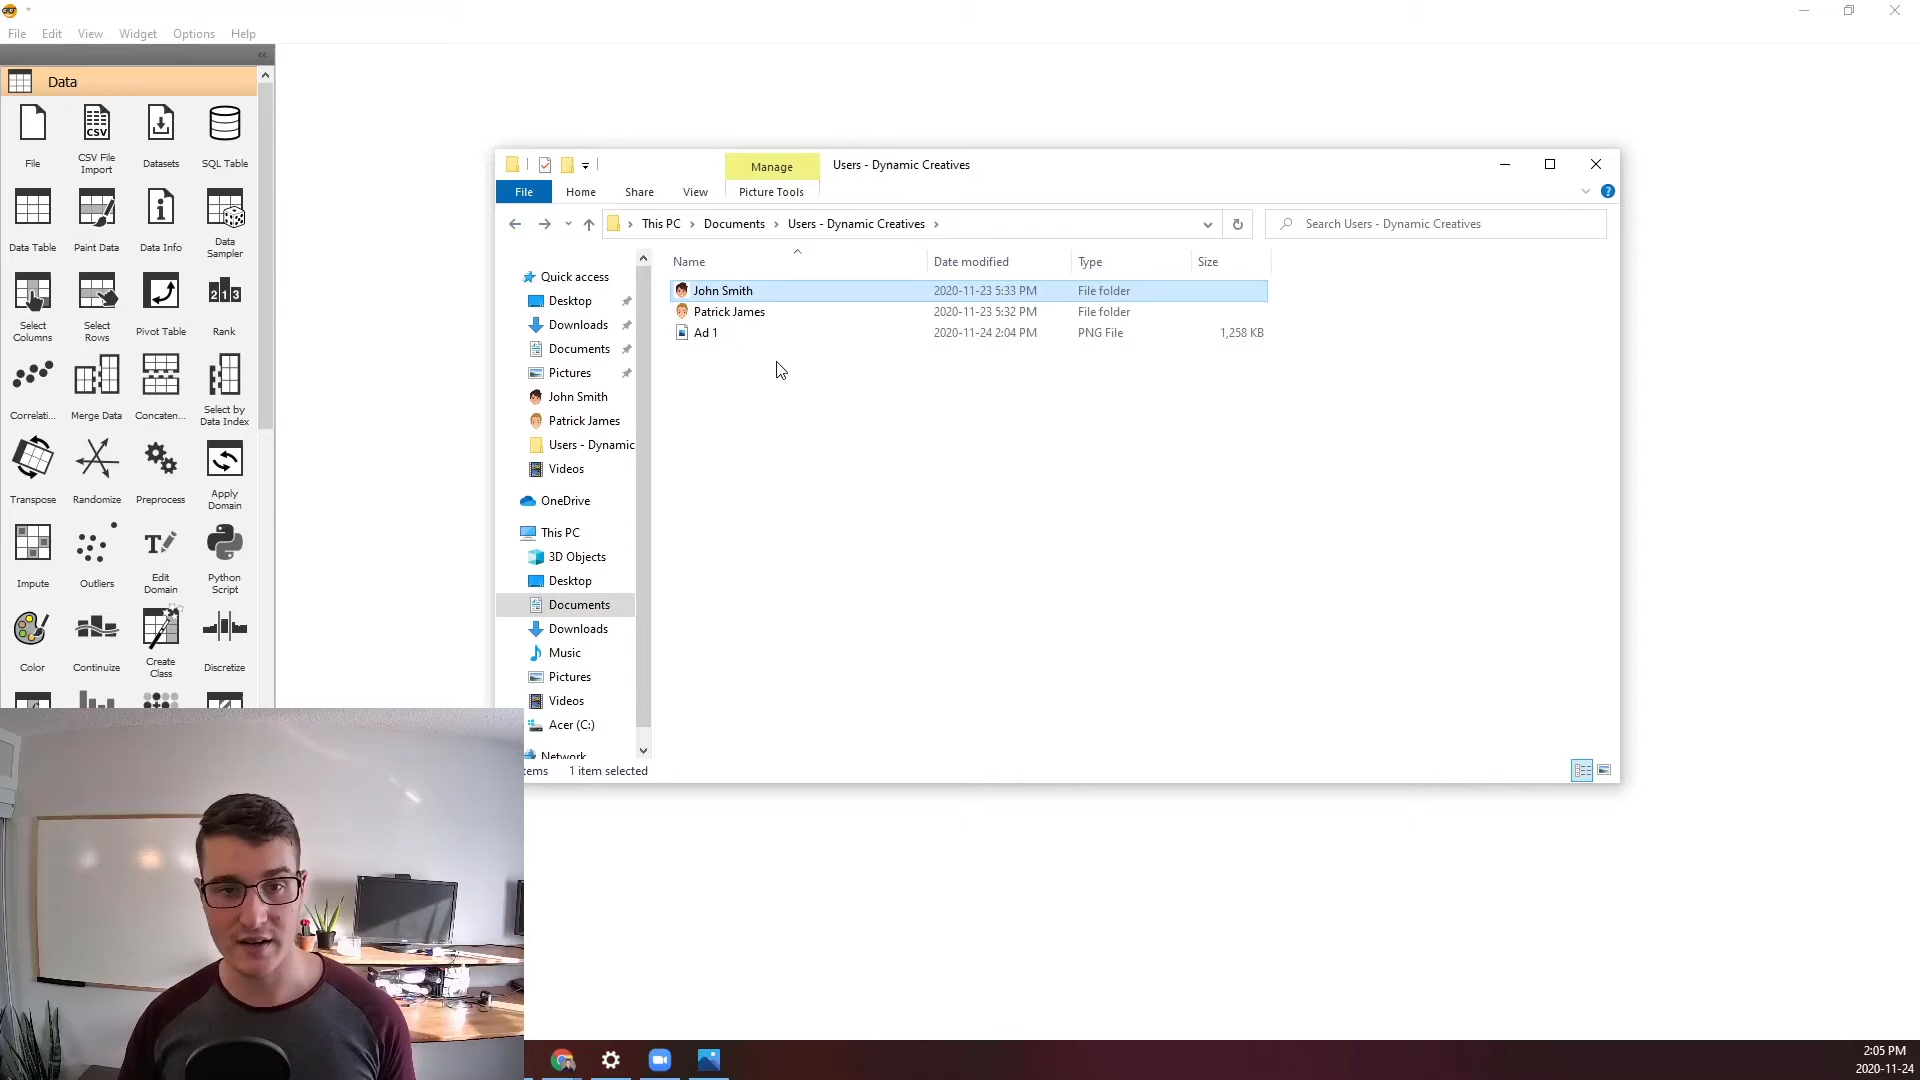 File Edit View Widget Options Help
Data
File
CSV File
Import
Datasets
SQL Table
Data Table
Paint Data
Data Info
Data
Sampler
Select
Columns
Select
Rows
Pivot Table
Rank
Correlati...
Merge Data
Concaten...
Select by
Data Index
Transpose
Randomize
Preprocess
Apply
Domain
Impute
Outliers
Edit
Domain
Python
Script
Color
Continuize
Create
Class
Discretize
Manage
Users - Dynamic Creatives
File Home Share View Picture Tools
This PC Documents Users - Dynamic Creatives
Search Users - Dynamic Creatives
Quick access
Desktop
Downloads
Documents
Pictures
John Smith
Patrick James
Users - Dynamic
Videos
OneDrive
This PC
3D Objects
Desktop
Documents
Downloads
Music
Pictures
Videos
Acer (C:)
Network
Name Date modified Type Size
John Smith 2020-11-23 5:33 PM File folder
Patrick James 2020-11-23 5:32 PM File folder
Ad 1 2020-11-24 2:04 PM PNG File 1,258 KB
tems 1 item selected
2:05 PM
2020-11-24